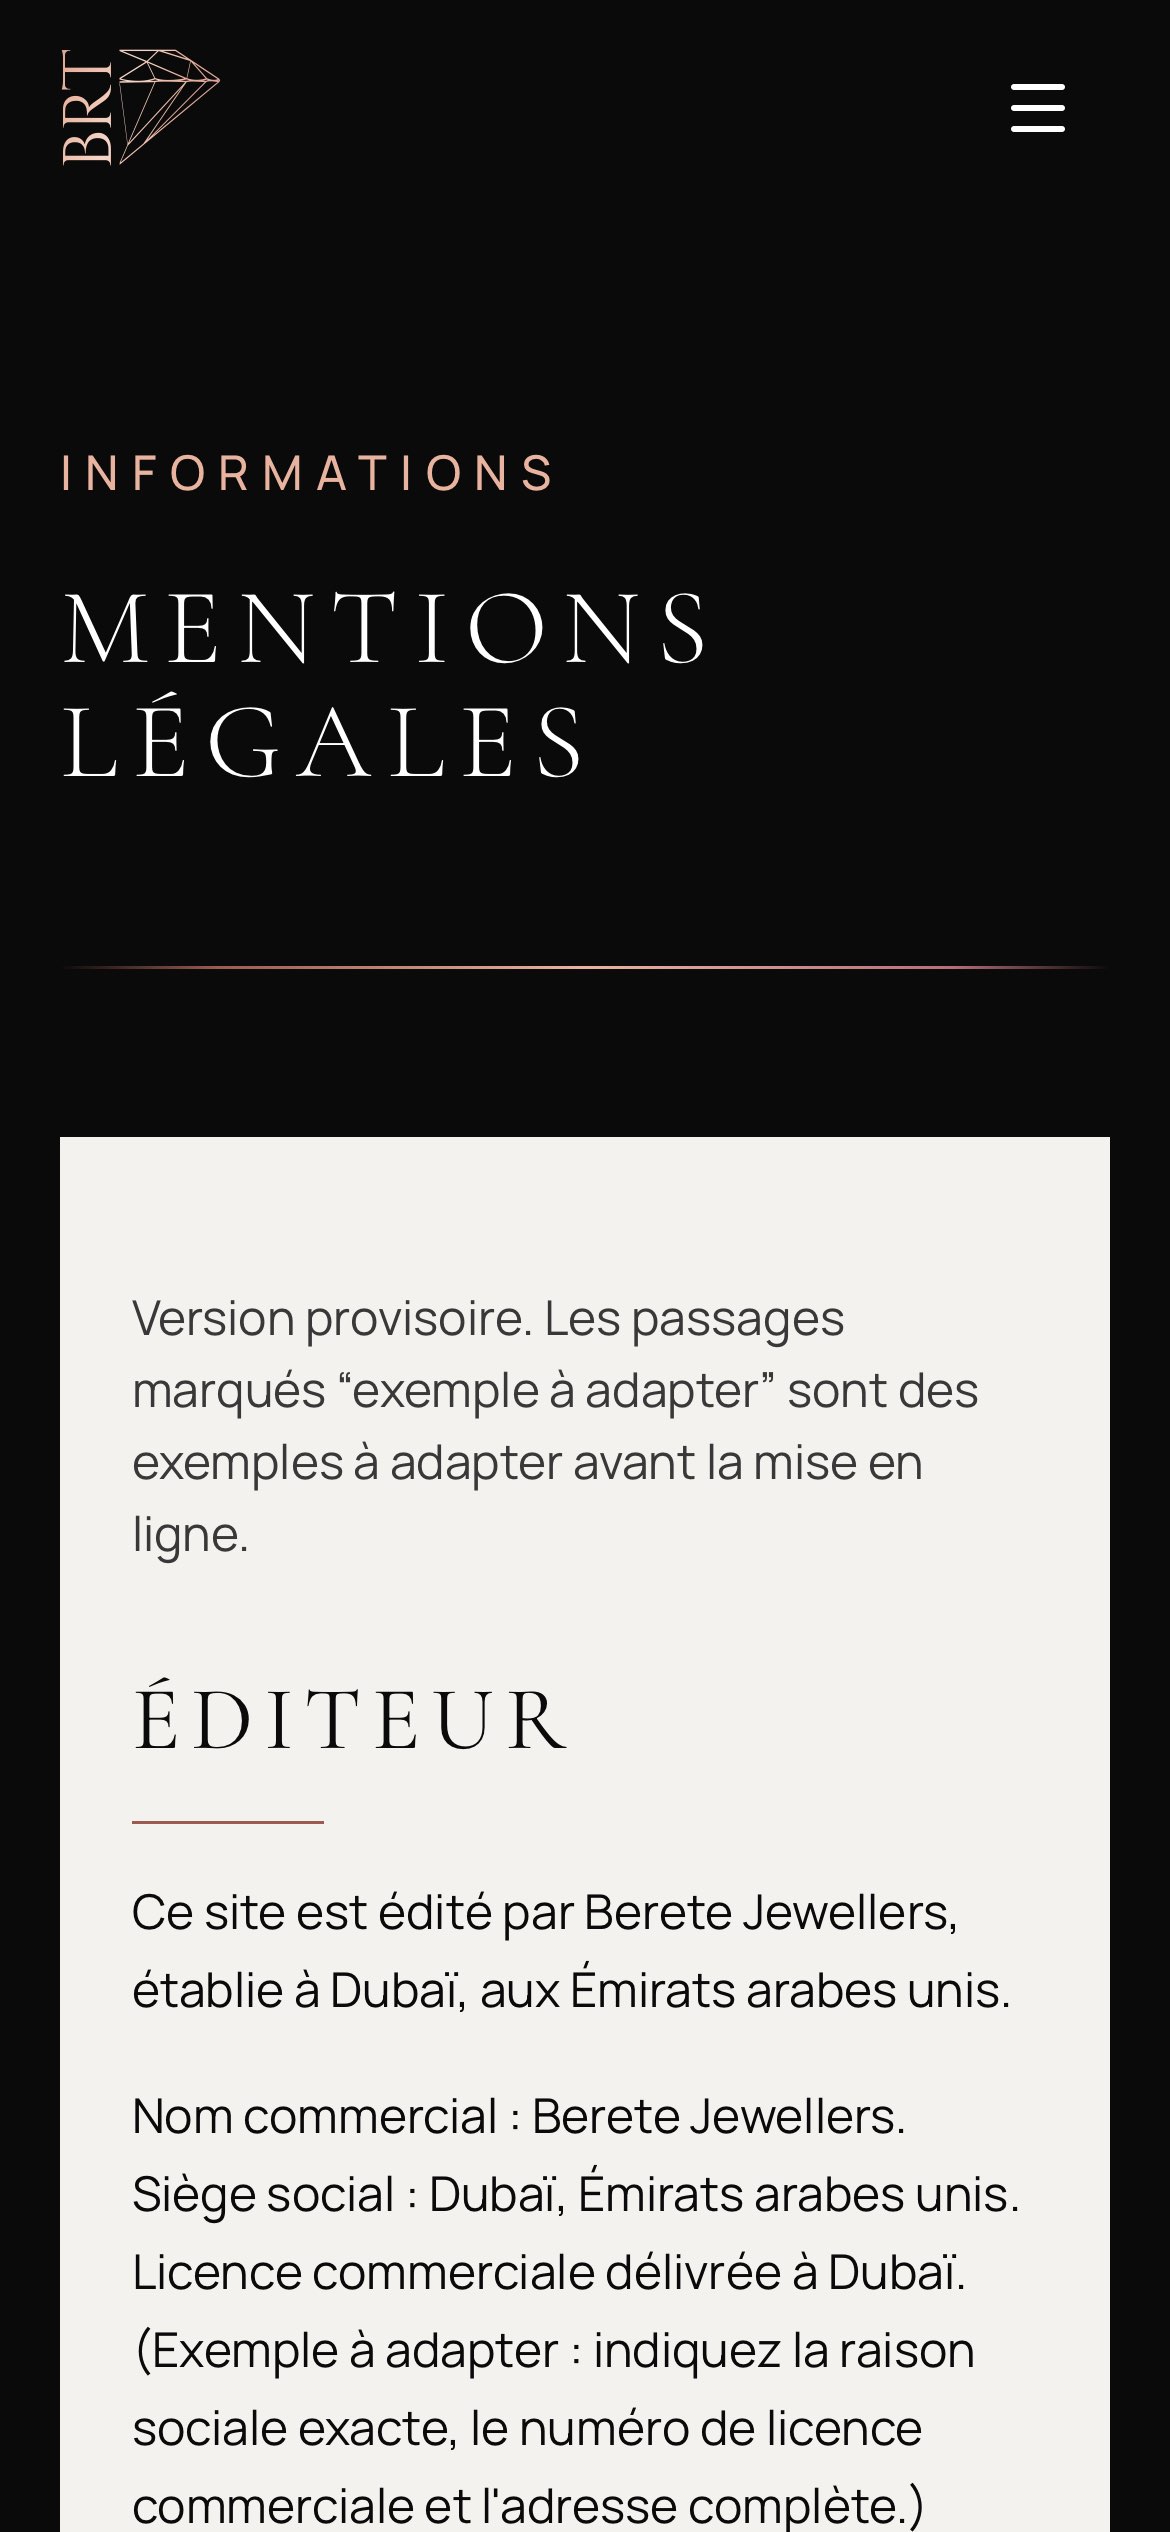 BRT
INFORMATIONS
MENTIONS
LÉGALES
Version provisoire. Les passages
marqués “exemple à adapter” sont des
exemples à adapter avant la mise en
ligne.
ÉDITEUR
Ce site est édité par Berete Jewellers,
établie à Dubaï, aux Émirats arabes unis.
Nom commercial : Berete Jewellers.
Siège social : Dubaï, Émirats arabes unis.
Licence commerciale délivrée à Dubaï.
(Exemple à adapter : indiquez la raison
sociale exacte, le numéro de licence
commerciale et l'adresse complète.)